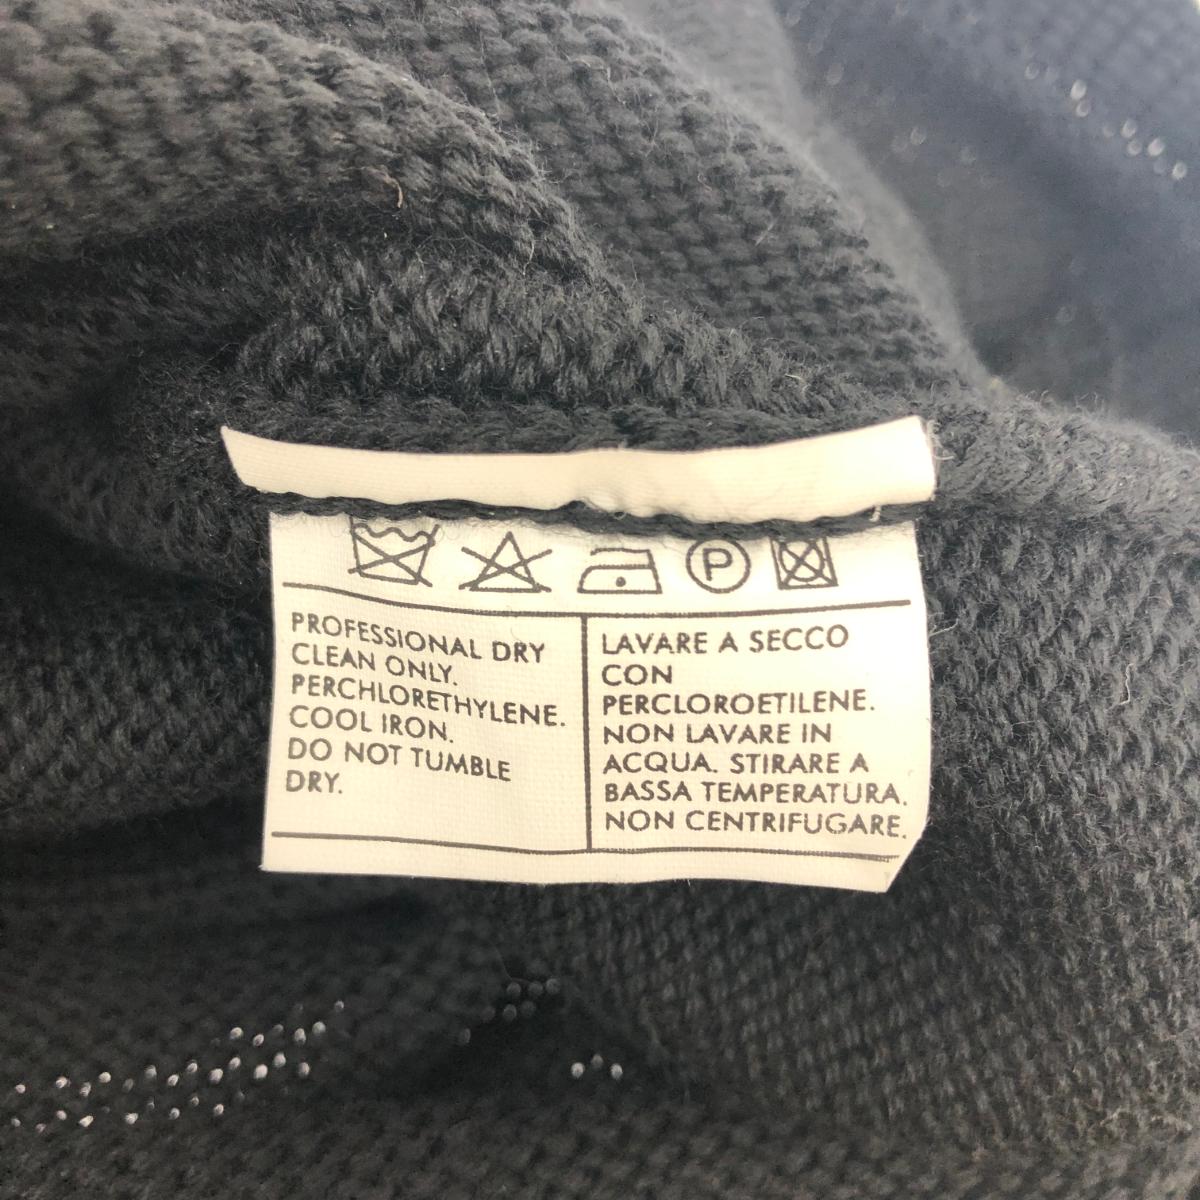 P
PROFESSIONAL DRY
CLEAN ONLY.
PERCHLORETHYLENE.
COOL IRON.
DO NOT TUMBLE
DRY.
LAVARE A SECCO
CON
PERCLOROETILENE.
NON LAVARE IN
ACQUA. STIRARE A
BASSA TEMPERATURA.
NON CENTRIFUGARE.